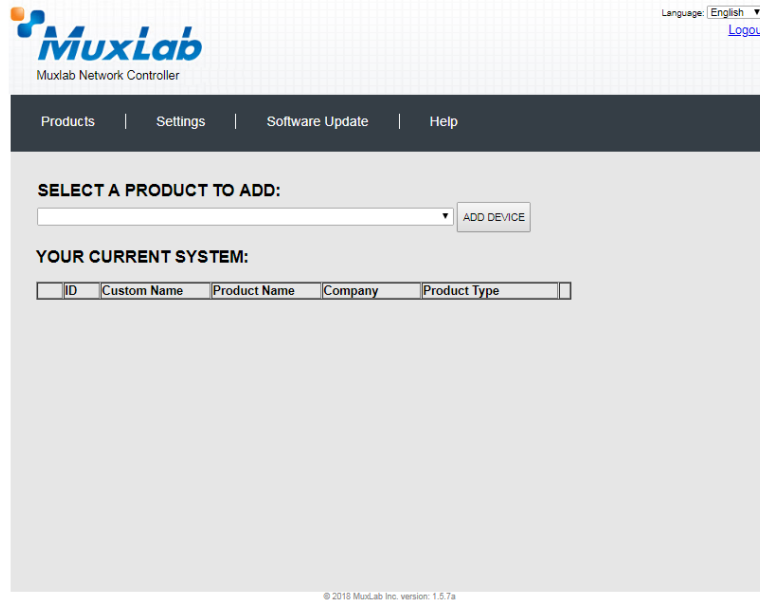 Language: English
Logou
MuxLab
Muxlab Network Controller
Products | Settings | Software Update | Help
SELECT A PRODUCT TO ADD:
ADD DEVICE
YOUR CURRENT SYSTEM:
ID Custom Name Product Name Company Product Type
© 2018 MuxLab Inc. version: 1.5.7a